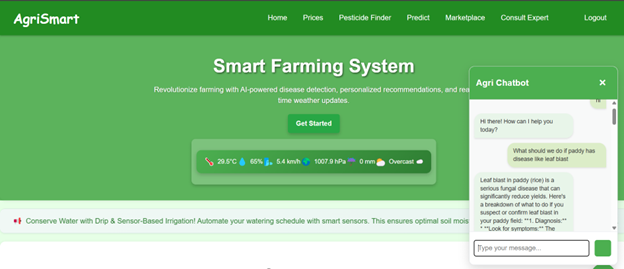 AgriSmart
Home Prices Pesticide Finder Predict Marketplace Consult Expert Logout
Smart Farming System
Revolutionize farming with AI-powered disease detection, personalized recommendations, and
time weather updates.
Get Started
29.5°C 65% 5.4 km/h 1007.9 hPa 0 mm Overcast
Conserve Water with Drip & Sensor-Based Irrigation! Automate your watering schedule with smart sensors. This ensures optimal soil
Agri Chatbot ×
Hi there! How can I help you
today?
What should we do if paddy has
disease like leaf blast
Leaf blast in paddy (rice) is a
serious fungal disease that can
significantly reduce yields. Here's
a breakdown of what to do if you
suspect or confirm leaf blast in
your paddy field: **1. Diagnosis:**
* **Look for symptoms:** The
Type your message...